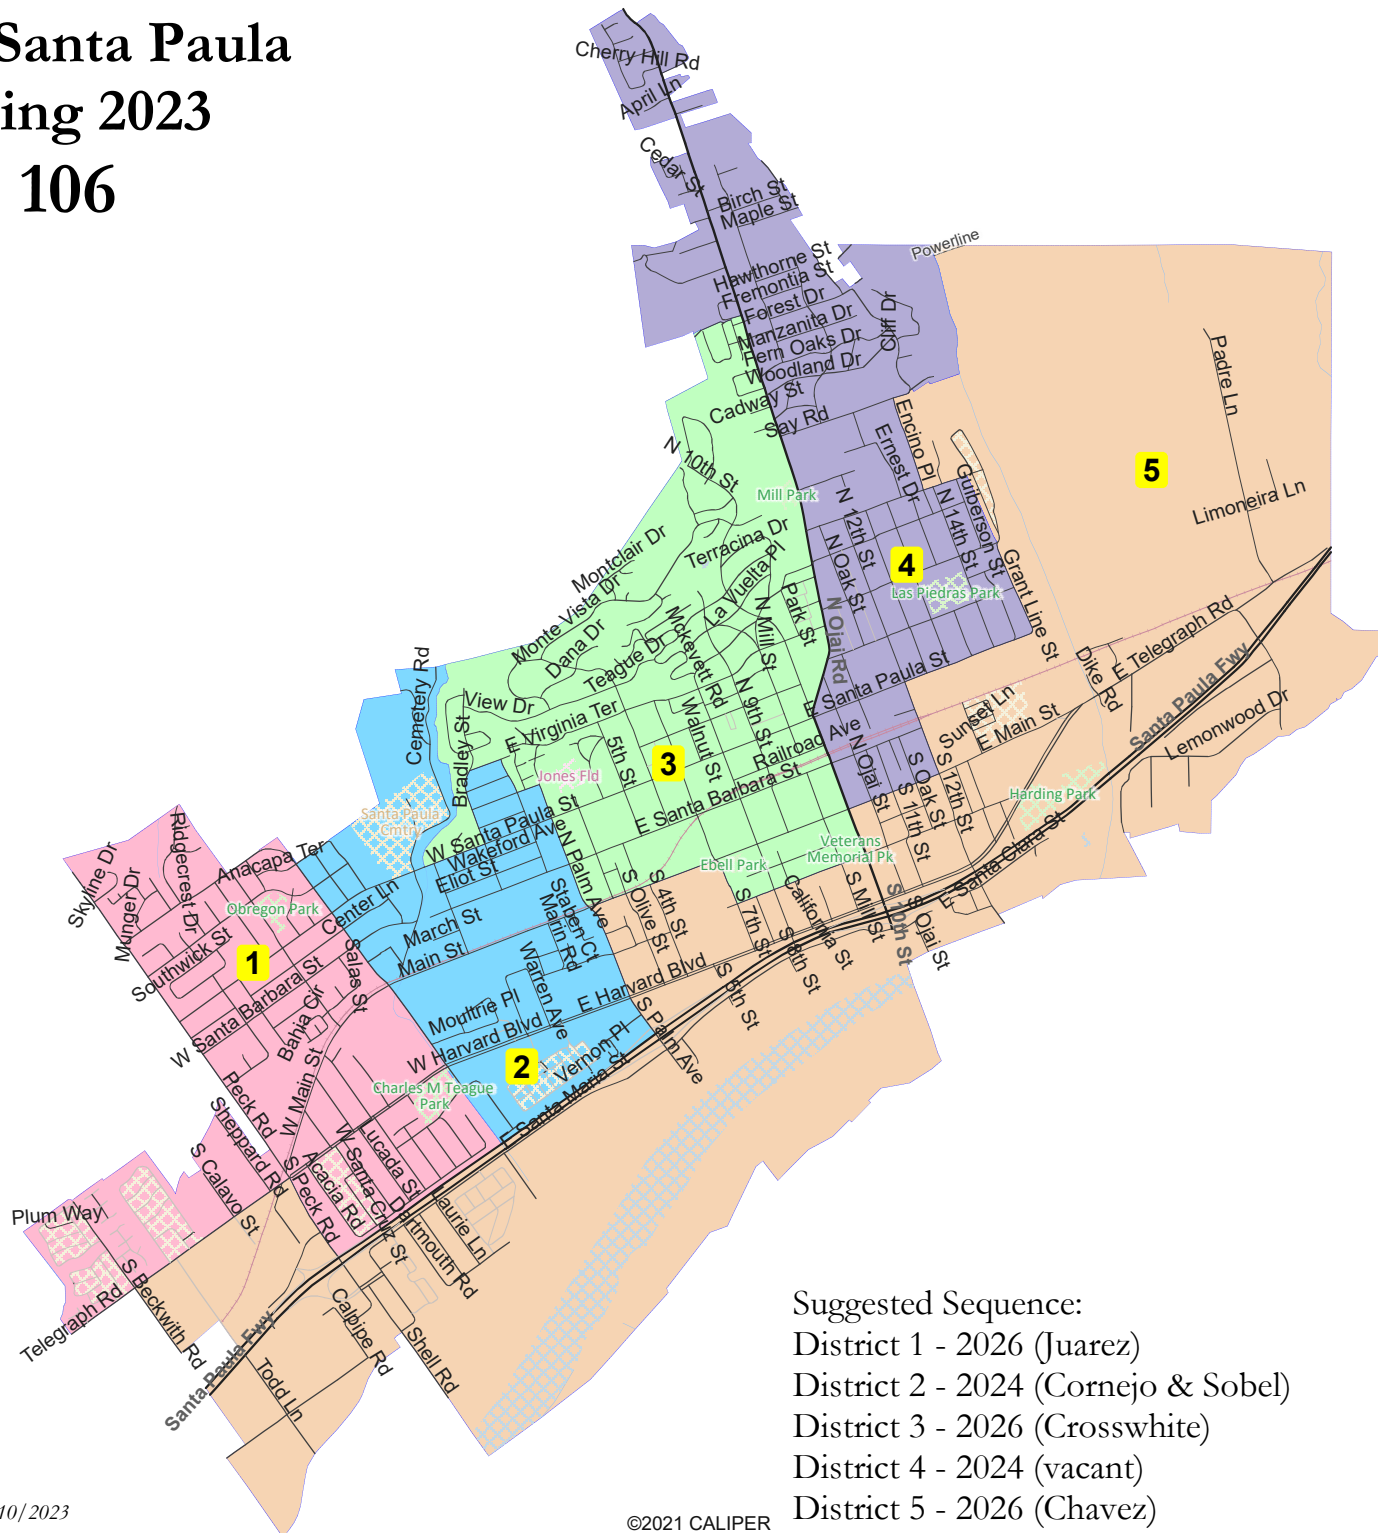 Santa Paula
ing 2023
106
Cherry Hill Rd
April Ln
Cedar St
Birch St
Maple St
Powerline
Hawthorne St
Fremontia St
Forest Dr
Manzanita Dr
Fern Oaks Dr
Woodland Dr
Cliff Dr
Cadway St
Say Rd
Padre Ln
Encino Pl
Ernest Dr
N 10th St
5
Guiberson St
Limoneira Ln
Mill Park
N 12th St
N 14th St
Montclair Dr
Terracina Dr
La Vuelta Pl
N Oak St
4
Las Piedras Park
Grant Line St
Monte Vista Dr
Dana Dr
Teague Dr
Mckevett Rd
N Mill St
Park St
N Ojai Rd
E Telegraph Rd
Dike Rd
Santa Paula Fwy
Cemetery Rd
View Dr
E Virginia Ter
Walnut St
N 9th St
E Santa Paula St
Sunset Ln
E Main St
Lemonwood Dr
Bradley St
5th St
3
Railroad Ave
Jones Fld
E Santa Barbara St
N Ojai St
S Oak St
S 12th St
S 11th St
Harding Park
Santa Paula
Cmtry
W Santa Paula St
Wakeford Ave
Eliot St
N Palm Ave
Veterans
Memorial Pk
Ebell Park
E Santa Clara St
Skyline Dr
Ridgecrest Dr
Munger Dr
Anacapa Ter
Obregon Park
Center Ln
March St
Main St
Staben Ct
Marin Rd
S Olive St
S 4th St
S 7th St
California St
S 8th St
S Mill St
S 10th St
S Ojai St
Southwick St
1
Salas St
W Santa Barbara St
Bahia Cir
Warren Ave
E Harvard Blvd
S 5th St
Moultrie Pl
W Harvard Blvd
2
Vernon Pl
S Palm Ave
E Santa Maria St
Peck Rd
W Main St
Charles M Teague
Park
Sheppard Rd
S Calavo St
S Peck Rd
Acacia Rd
W Santa Cruz St
Lucada St
Dartmouth Rd
Laurie Ln
Plum Way
S Beckwith Rd
Telegraph Rd
Santa Paula Fwy
Todd Ln
Calpipe Rd
Shell Rd
Suggested Sequence:
District 1 - 2026 (Juarez)
District 2 - 2024 (Cornejo & Sobel)
District 3 - 2026 (Crosswhite)
District 4 - 2024 (vacant)
District 5 - 2026 (Chavez)
10/2023
©2021 CALIPER